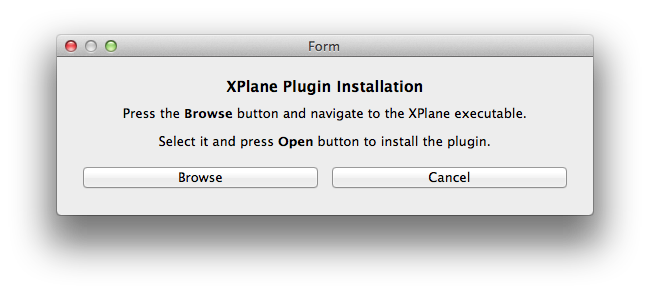 Form
XPlane Plugin Installation
Press the Browse button and navigate to the XPlane executable.
Select it and press Open button to install the plugin.
Browse
Cancel